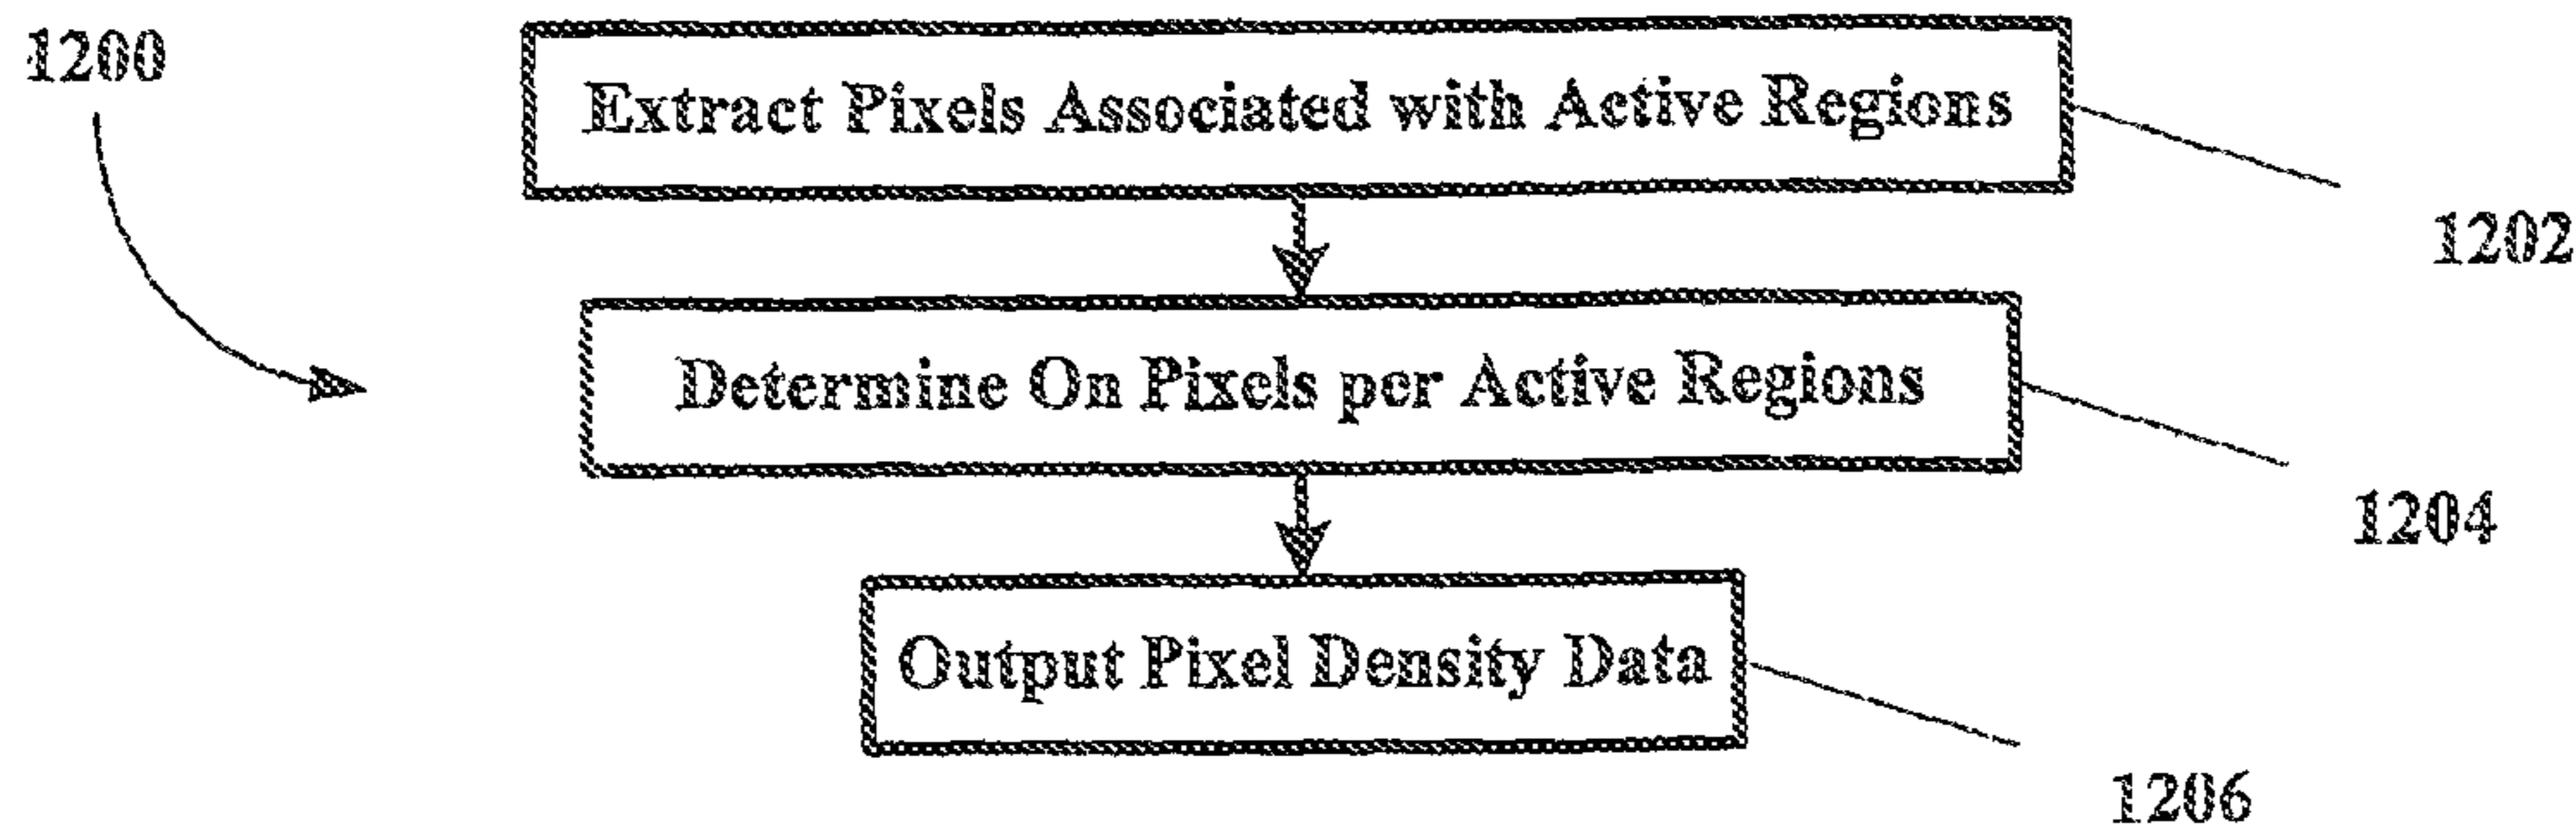 1200
Extract Pixels Associated with Active Regions
1202
Determine On Pixels per Active Regions
1204
Output Pixel Density Data
1206